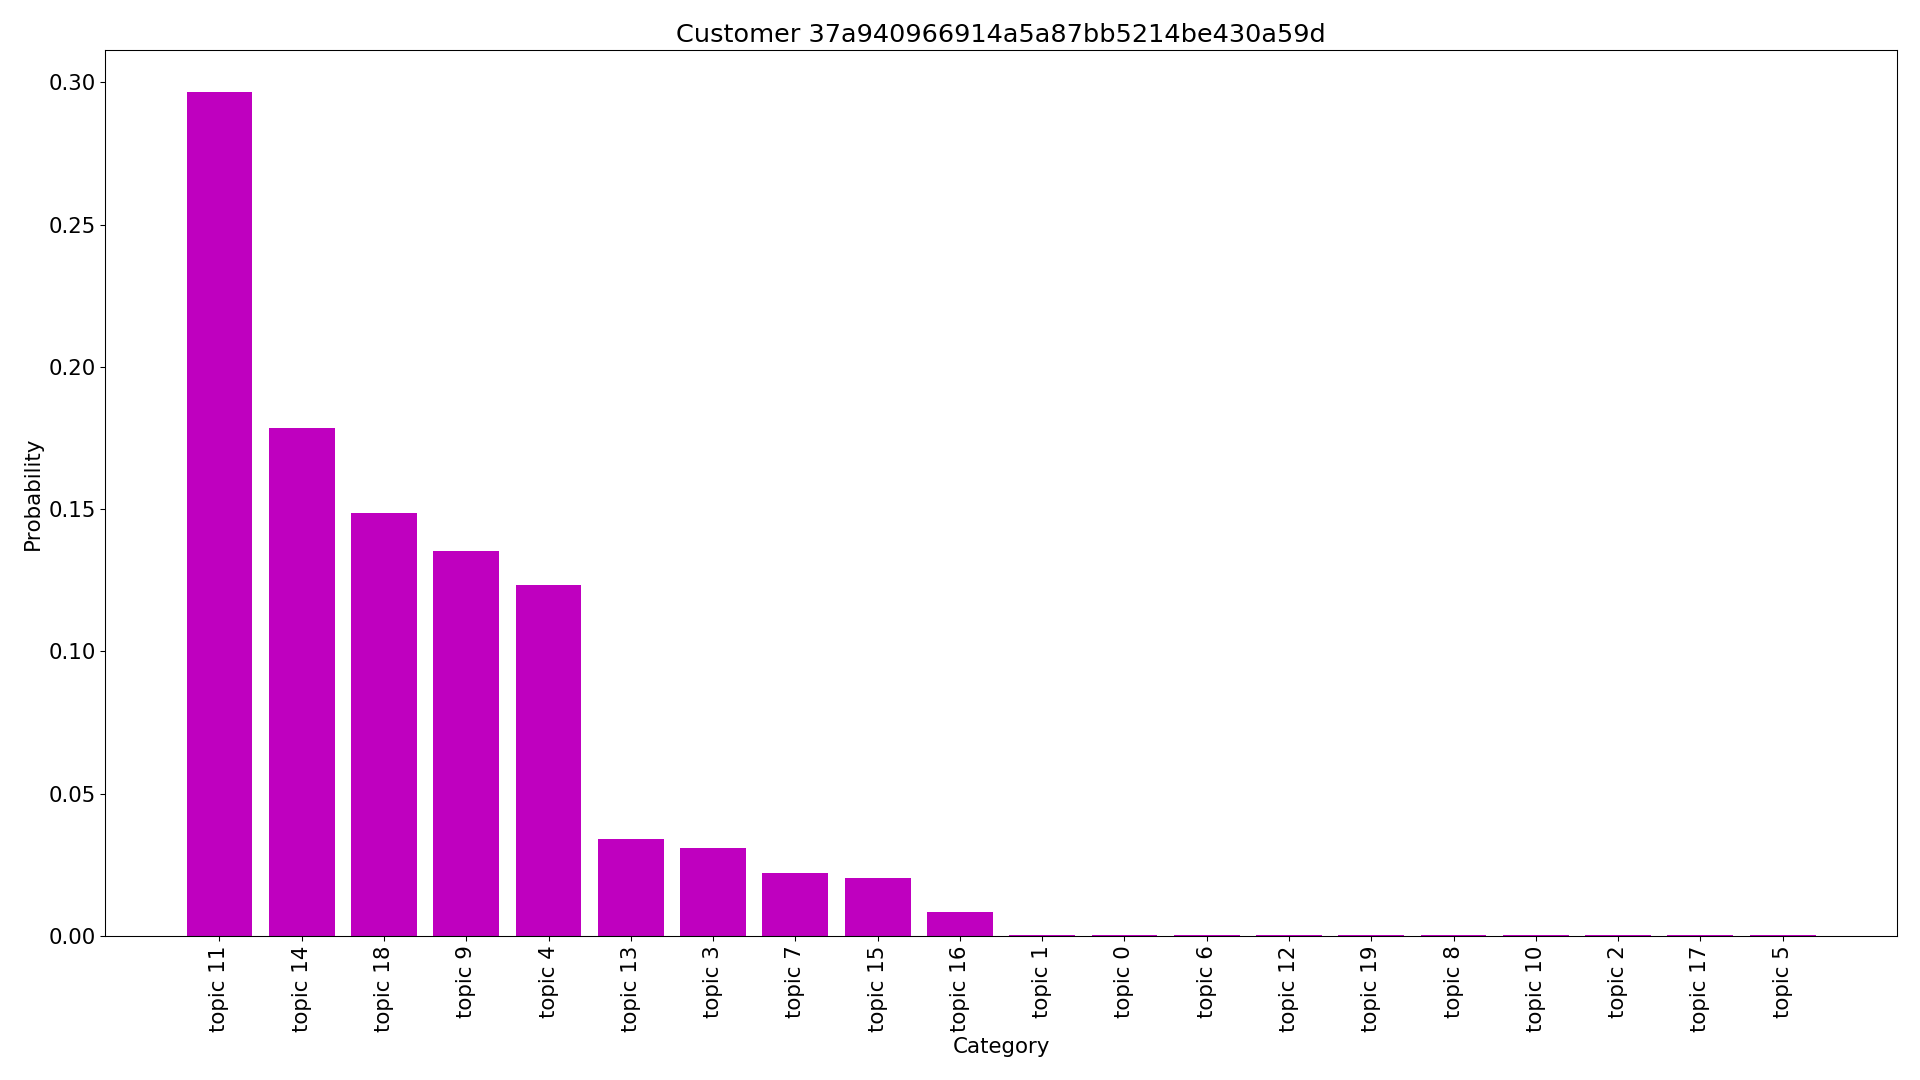 Customer 37a940966914a5a87bb5214be430a59d
Probability
0.30
0.25
0.20
0.15
0.10
0.05
0.00
topic 11
topic 14
topic 18
topic 9
topic 4
topic 13
topic 3
topic 7
topic 15
topic 16
topic 1
topic 0
topic 6
topic 12
topic 19
topic 8
topic 10
topic 2
topic 17
topic 5
Category